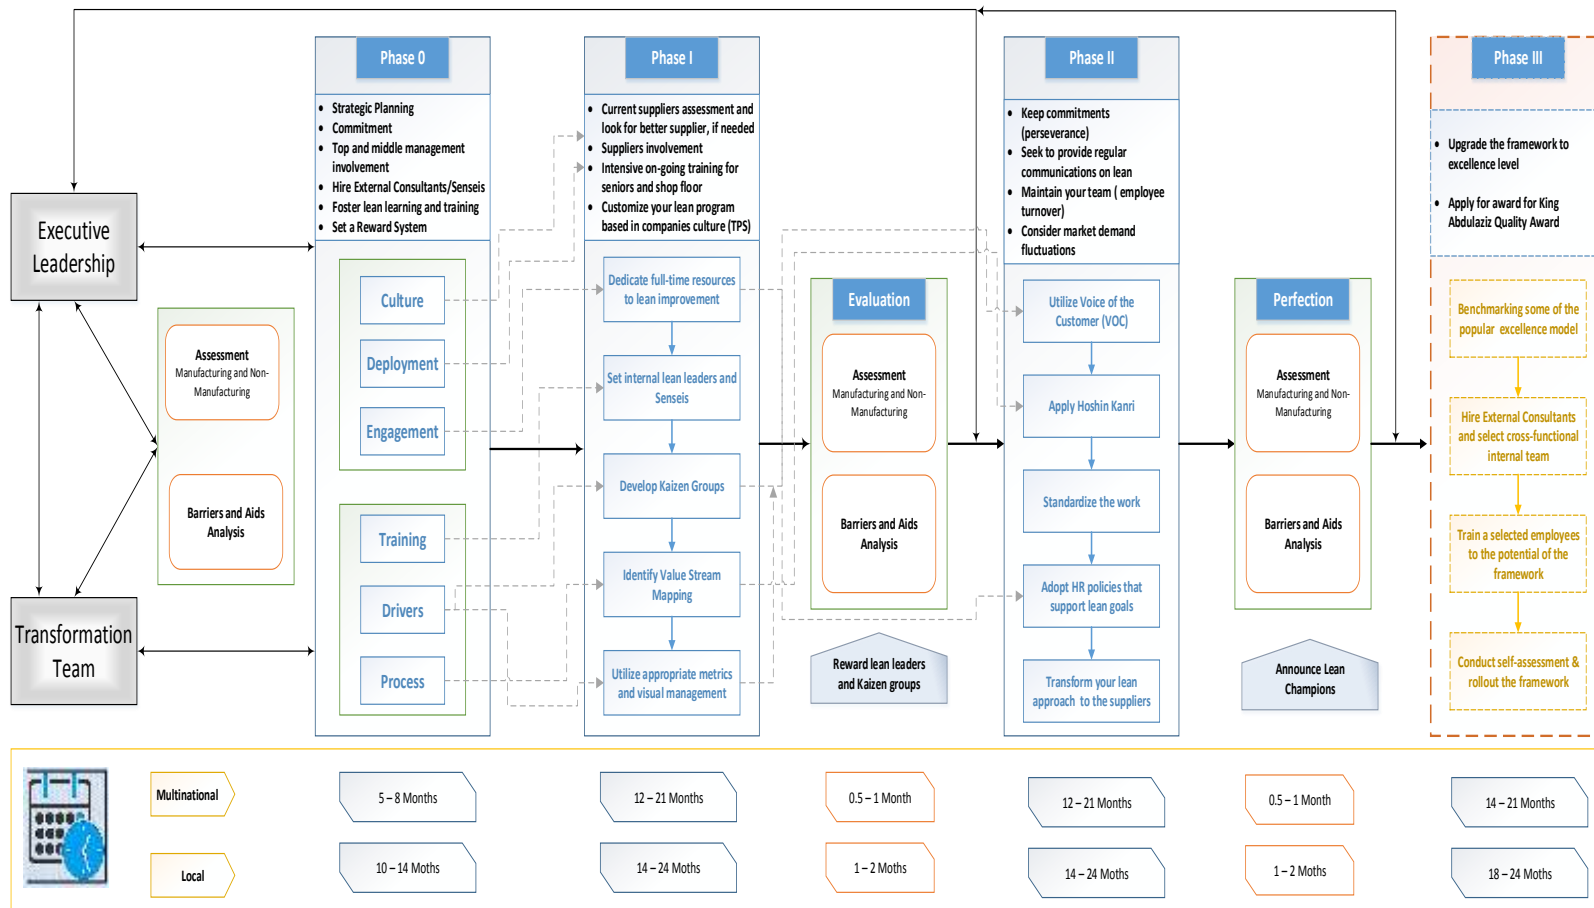 Executive
Leadership
Transformation
Team
Assessment
Manufacturing and Non-
Manufacturing
Barriers and Aids
Analysis
Phase 0
• Strategic Planning
• Commitment
• Top and middle management
involvement
• Hire External Consultants/Senseis
• Foster lean learning and training
• Set a Reward System
Culture
Deployment
Engagement
Training
Drivers
Process
Phase I
• Current suppliers assessment and
look for better supplier, if needed
• Suppliers involvement
• Intensive on-going training for
seniors and shop floor
• Customize your lean program
based in companies culture (TPS)
Dedicate full-time resources
to lean improvement
Set internal lean leaders and
Senseis
Develop Kaizen Groups
Identify Value Stream
Mapping
Utilize appropriate metrics
and visual management
Evaluation
Assessment
Manufacturing and Non-
Manufacturing
Barriers and Aids
Analysis
Reward lean leaders
and Kaizen groups
Phase II
• Keep commitments
(perseverance)
• Seek to provide regular
communications on lean
• Maintain your team ( employee
turnover)
• Consider market demand
fluctuations
Utilize Voice of the
Customer (VOC)
Apply Hoshin Kanri
Standardize the work
Adopt HR policies that
support lean goals
Transform your lean
approach to the suppliers
Perfection
Assessment
Manufacturing and Non-
Manufacturing
Barriers and Aids
Analysis
Announce Lean
Champions
Phase III
• Upgrade the framework to
excellence level
• Apply for award for King
Abdulaziz Quality Award
Benchmarking some of the
popular excellence model
Hire External Consultants
and select cross-functional
internal team
Train a selected employees
to the potential of the
framework
Conduct self-assessment &
rollout the framework
Multinational
5 – 8 Months
12 – 21 Months
0.5 – 1 Month
12 – 21 Months
0.5 – 1 Month
14 – 21 Months
Local
10 – 14 Moths
14 – 24 Moths
1 – 2 Moths
14 – 24 Moths
1 – 2 Moths
18 – 24 Moths